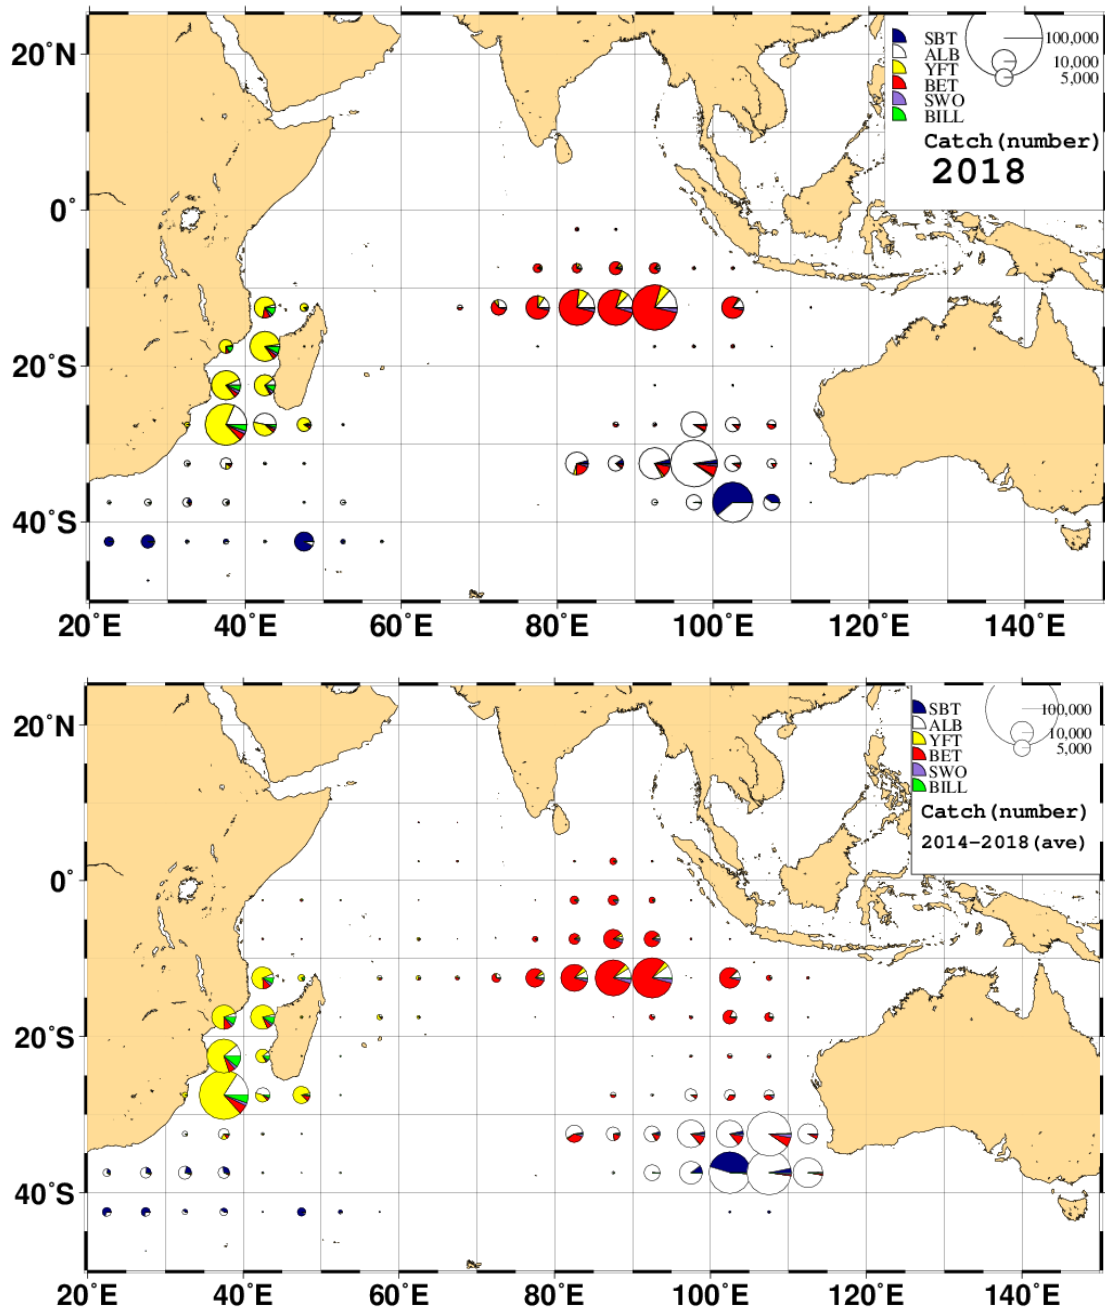 20°N
0°
20°S
40°S
SBT
ALB
YFT
BET
SWO
BILL
100,000
10,000
5,000
Catch(number)
2018
20°E 40°E 60°E 80°E 100°E 120°E 140°E
20°N
0°
20°S
40°S
SBT
ALB
YFT
BET
SWO
BILL
100,000
10,000
5,000
Catch(number)
2014-2018(ave)
20°E 40°E 60°E 80°E 100°E 120°E 140°E